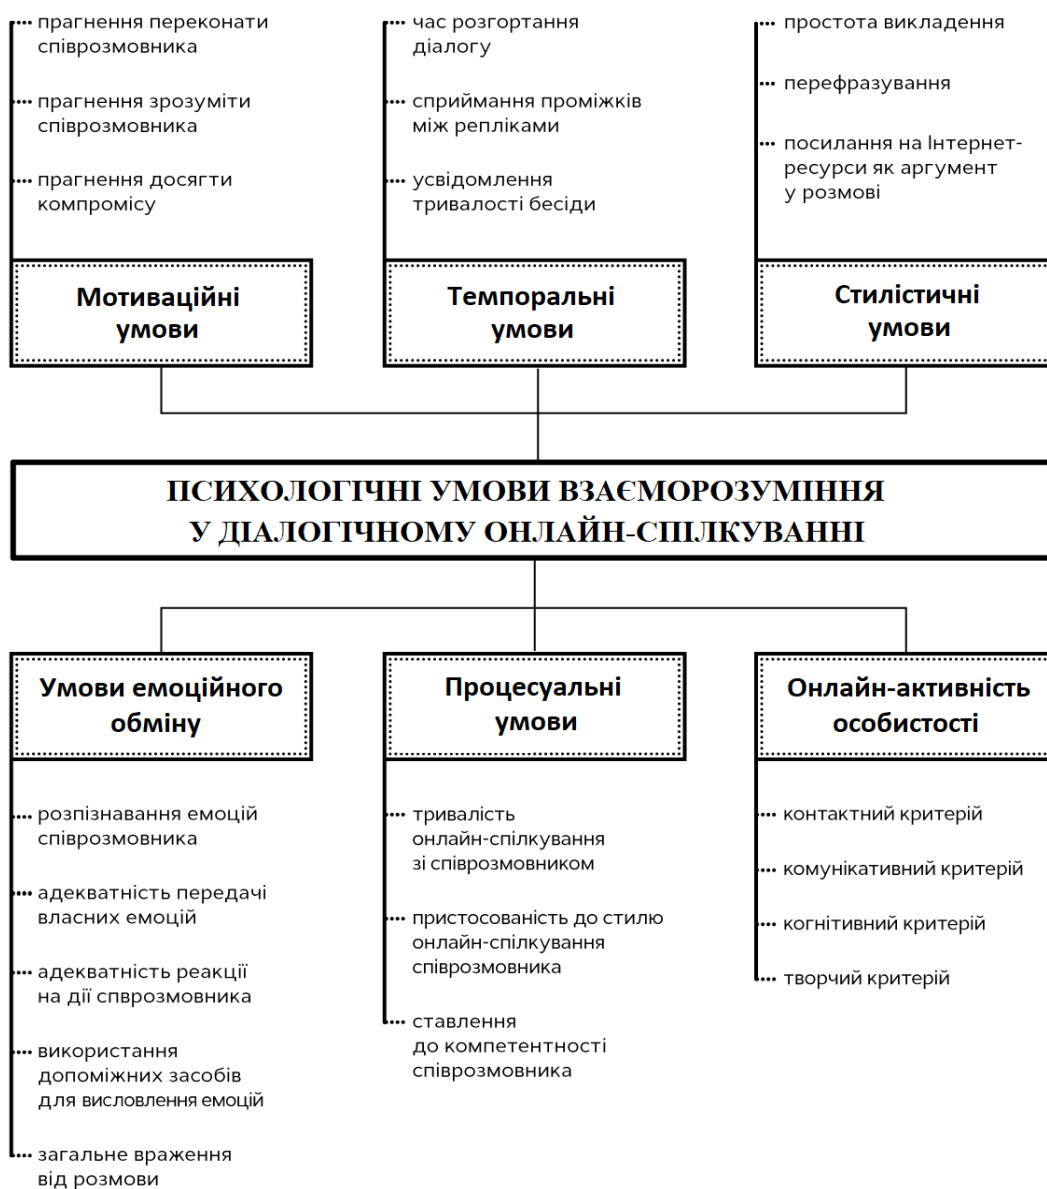 прагнення переконати
співрозмовника
прагнення зрозуміти
співрозмовника
прагнення досягти
компромісу
Мотиваційні
умови
час розгортання
діалогу
сприймання проміжків
між репліками
усвідомлення
тривалості бесіди
Темпоральні
умови
простота викладення
перефразування
посилання на Інтернет-
ресурси як аргумент
у розмові
Стилістичні
умови
ПСИХОЛОГІЧНІ УМОВИ ВЗАЄМОРОЗУМІННЯ
У ДІАЛОГІЧНОМУ ОНЛАЙН-СПІЛКУВАННІ
Умови емоційного
обміну
розпізнавання емоцій
співрозмовника
адекватність передачі
власних емоцій
адекватність реакції
на дії спврозмовника
використання
допоміжних засобів
для висловлення емоцій
загальне враження
від розмови
Процесуальні
умови
тривалість
онлайн-спілкування
зі співрозмовником
пристосованість до стилю
онлайн-спілкування
співрозмовника
ставлення
до компетентності
співрозмовника
Онлайн-активність
особистості
контактний критерій
комунікативний критерій
когнітивний критерій
творчий критерій